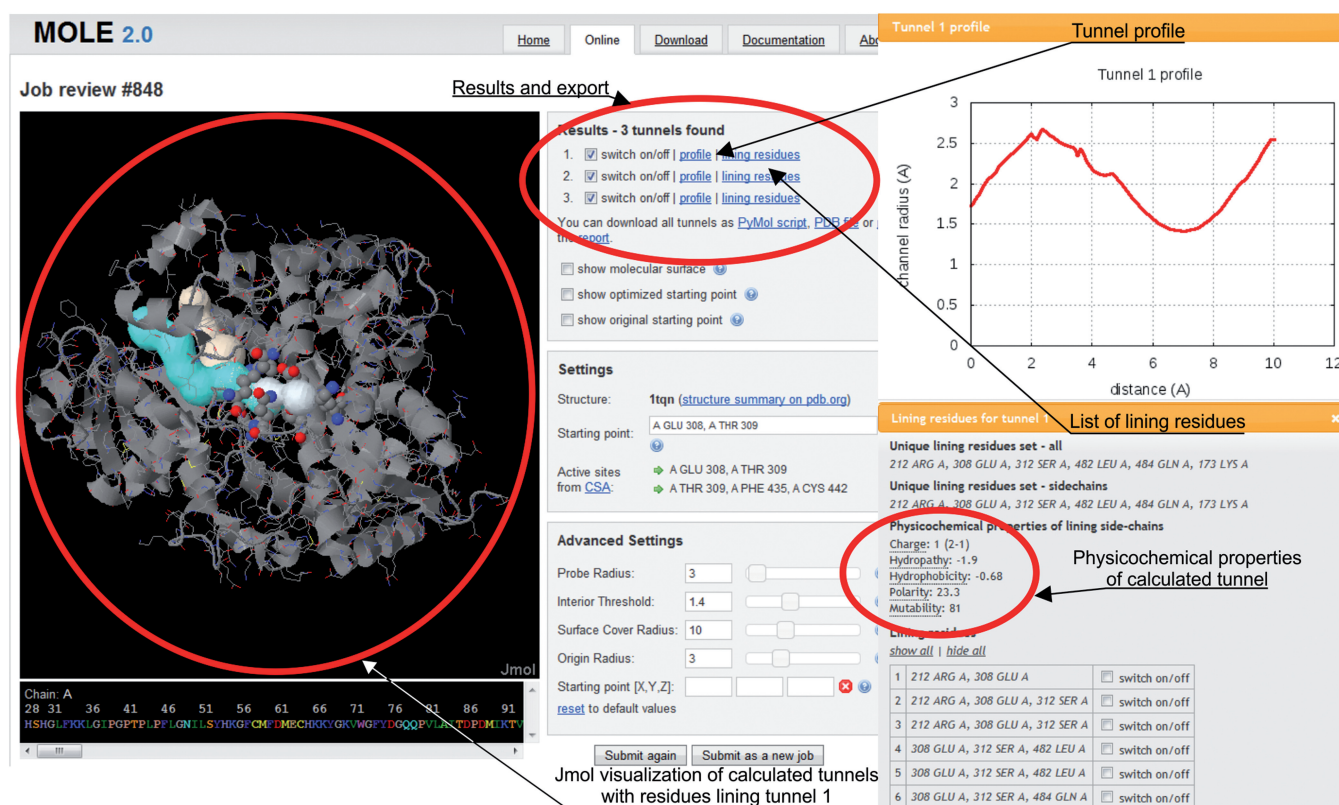 MOLE 2.0
Home Online Download Documentation
Job review #848
Results and export
Results - 3 tunnels found
1. switch on/off | profile | lining residues
2. switch on/off | profile | lining residues
3. switch on/off | profile | lining residues
You can download all tunnels as PyMol script, PDB file or
the report.
show molecular surface
show optimized starting point
show original starting point
Settings
Structure: 1tqn (structure summary on pdb.org)
Starting point: A GLU 308, A THR 309
Active sites
from CSA:
A GLU 308, A THR 309
A THR 309, A PHE 435, A CYS 442
Advanced Settings
Probe Radius: 3
Interior Threshold: 1.4
Surface Cover Radius: 10
Origin Radius: 3
Starting point [X,Y,Z]:
reset to default values
Submit again Submit as a new job
Jmol
Chain: A
28 31 36 41 46 51 56 61 66 71 76 81 86 91
HSHGLFKKLGIPGPTPLPFLGNILSYHKGFCMFDMECHKKYGKVWGFYDGQQPVLAITDPDMIKTV
Jmol visualization of calculated tunnels
with residues lining tunnel 1
Tunnel 1 profile
Tunnel profile
Tunnel 1 profile
3
2.5
2
1.5
1
0.5
0
channel radius (A)
0 2 4 6 8 10 12
distance (A)
Lining residues for tunnel 1
x
List of lining residues
Unique lining residues set - all
212 ARG A, 308 GLU A, 312 SER A, 482 LEU A, 484 GLN A, 173 LYS A
Unique lining residues set - sidechains
212 ARG A, 308 GLU A, 312 SER A, 482 LEU A, 484 GLN A, 173 LYS A
Physicochemical properties of lining side-chains
Charge: 1 (2-1)
Hydropathy: -1.9
Hydrophobicity: -0.68
Polarity: 23.3
Mutability: 81
Physicochemical properties
of calculated tunnel
Lining residues
show all | hide all
1 212 ARG A, 308 GLU A switch on/off
2 212 ARG A, 308 GLU A, 312 SER A switch on/off
3 212 ARG A, 308 GLU A, 312 SER A switch on/off
4 308 GLU A, 312 SER A, 482 LEU A switch on/off
5 308 GLU A, 312 SER A, 482 LEU A switch on/off
6 308 GLU A, 312 SER A, 484 GLN A switch on/off